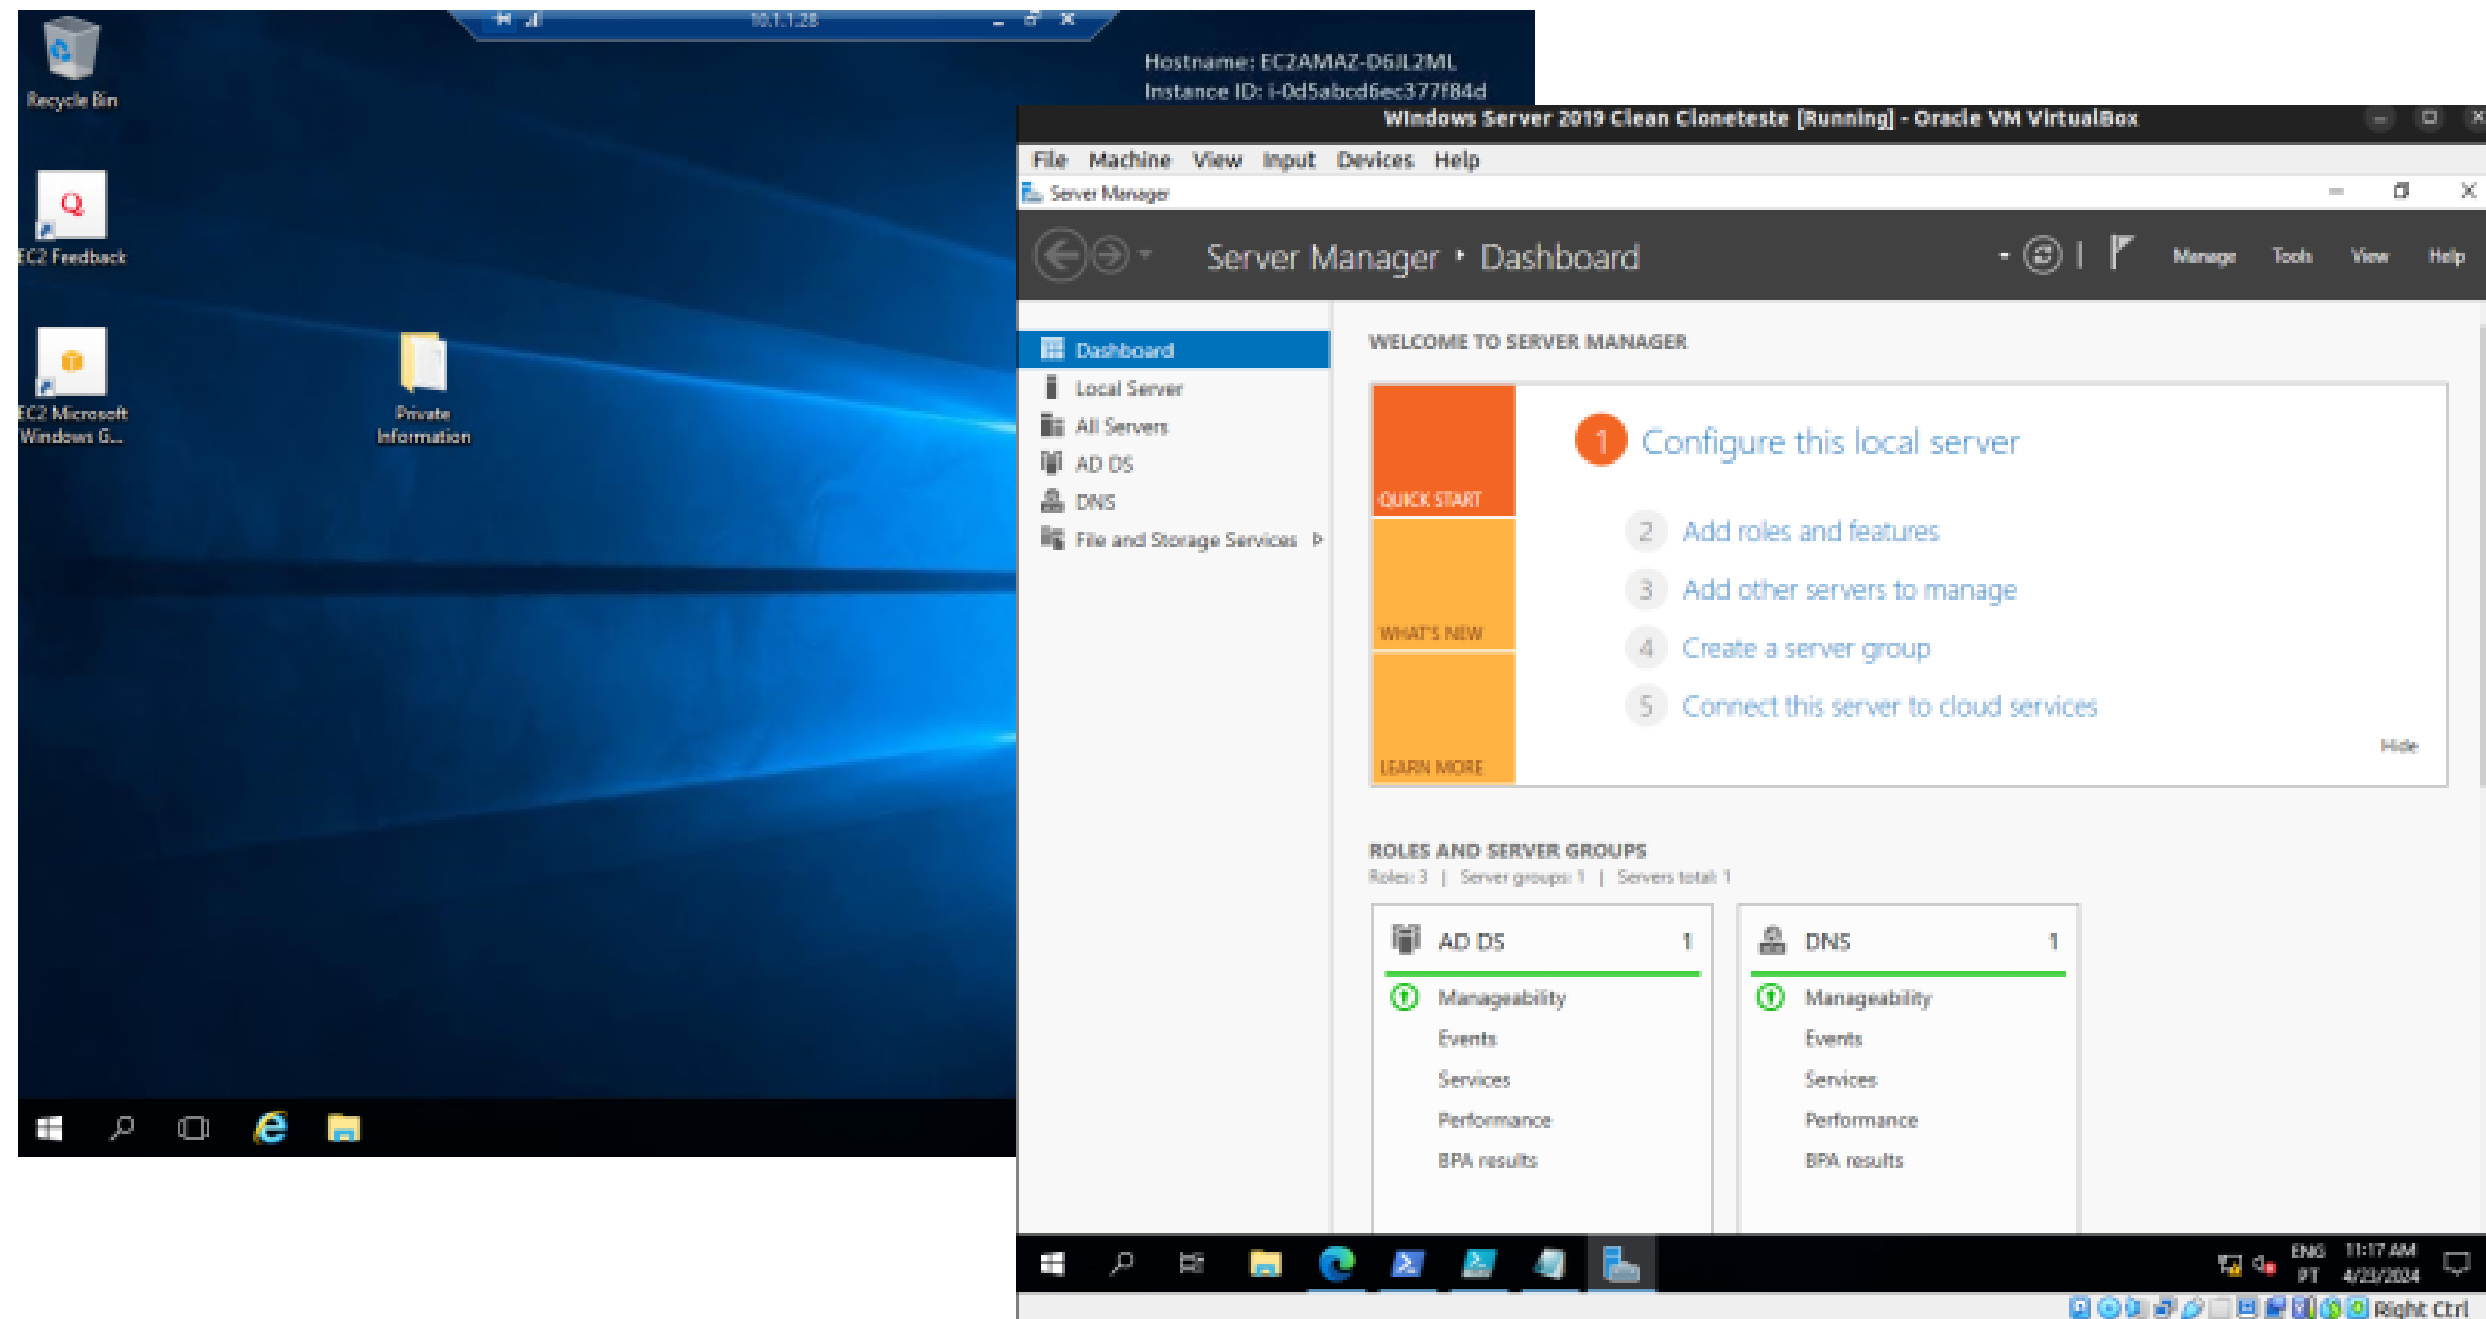 10.1.1.28
Hostname: EC2AMAZ-D6JL2ML
Instance ID: i-0d5abcd6ec377f84d
Recycle Bin
EC2 Feedback
EC2 Microsoft
Windows G...
Private
Information
Windows Server 2019 Clean Cloneteste [Running] - Oracle VM VirtualBox
File Machine View Input Devices Help
Server Manager
Server Manager • Dashboard
Manage Tools View Help
Dashboard
Local Server
All Servers
AD DS
DNS
File and Storage Services
WELCOME TO SERVER MANAGER
QUICK START
WHAT'S NEW
LEARN MORE
1 Configure this local server
2 Add roles and features
3 Add other servers to manage
4 Create a server group
5 Connect this server to cloud services
Hide
ROLES AND SERVER GROUPS
Roles: 3 | Server groups: 1 | Servers total: 1
AD DS 1
Manageability
Events
Services
Performance
BPA results
DNS 1
Manageability
Events
Services
Performance
BPA results
ENG 11:17 AM
PT 4/23/2024
Right Ctrl